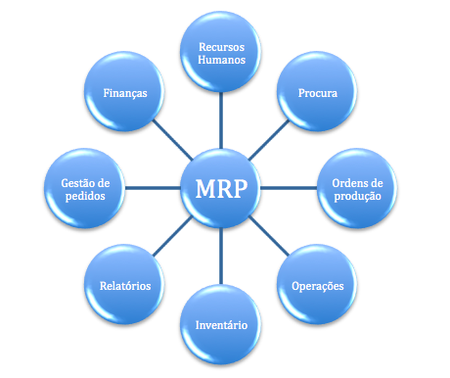 Recursos
Humanos
Finanças
Procura
Gestão de
pedidos
MRP
Ordens de
produção
Relatórios
Operações
Inventário